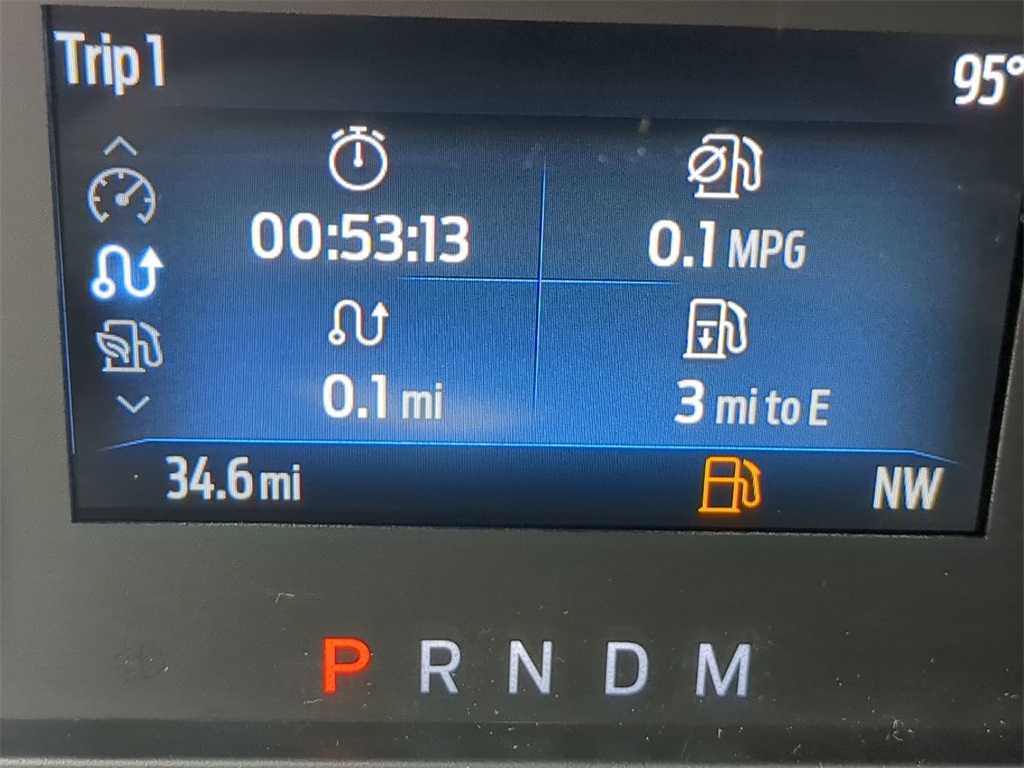 Trip 1
95°
00:53:13
0.1 MPG
0.1 mi
3 mi to E
34.6 mi
NW
P R N D M